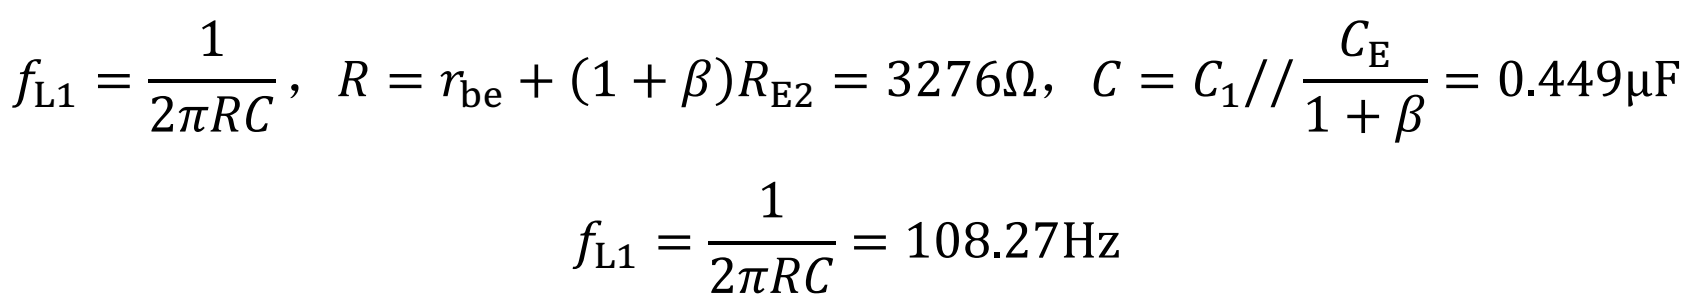 f_L1 = 1/(2πRC)，R = r_be + (1 + β)R_E2 = 3276Ω，C = C_1//(C_E/(1 + β)) = 0.449μF
f_L1 = 1/(2πRC) = 108.27Hz